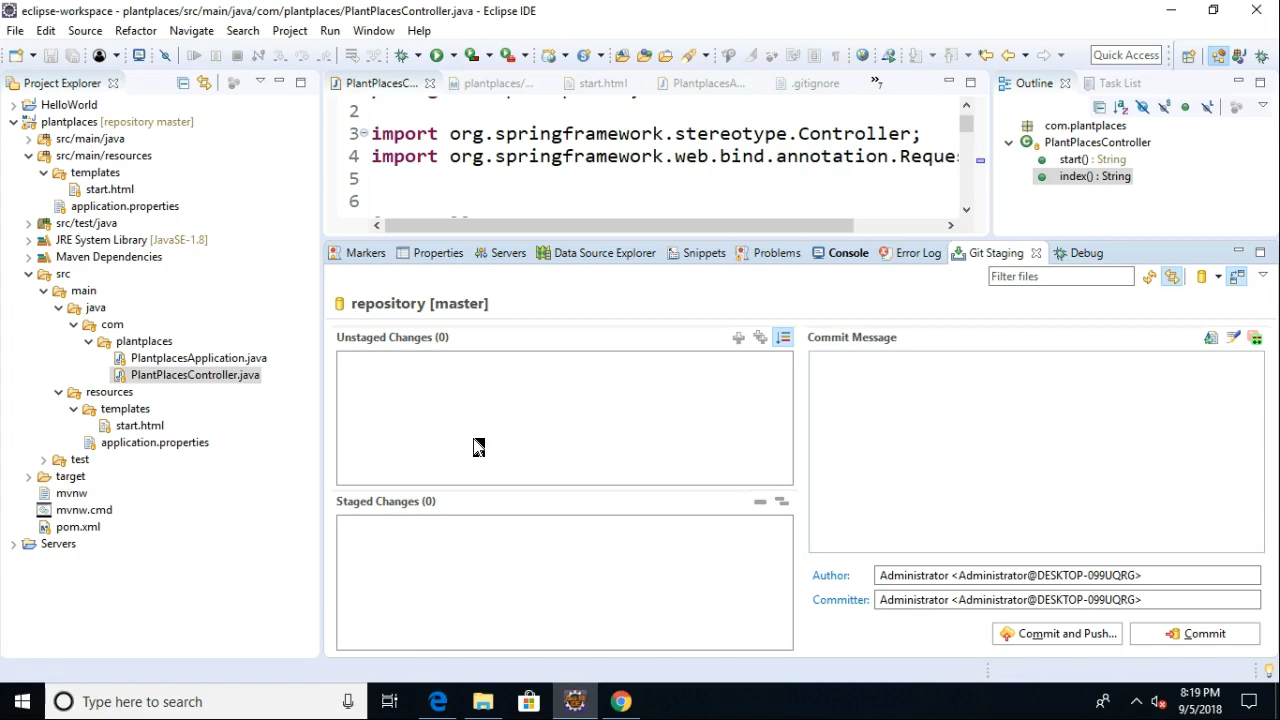 eclipse-workspace - plantplaces/src/main/java/com/plantplaces/PlantPlacesController.java - Eclipse IDE
File Edit Source Refactor Navigate Search Project Run Window Help
Quick Access
Project Explorer
HelloWorld
plantplaces [repository master]
src/main/java
src/main/resources
templates
start.html
application.properties
src/test/java
JRE System Library [JavaSE-1.8]
Maven Dependencies
src
main
java
com
plantplaces
PlantplacesApplication.java
PlantPlacesController.java
resources
templates
start.html
application.properties
test
target
mvnw
mvnw.cmd
pom.xml
Servers
PlantPlacesC... plantplaces/... start.html PlantPlacesA... .gitignore 7
2
3 import org.springframework.stereotype.Controller;
4 import org.springframework.web.bind.annotation.Reque
5
6
Outline Task List
com.plantplaces
PlantPlacesController
start() : String
index() : String
Markers Properties Servers Data Source Explorer Snippets Problems Console Error Log Git Staging Debug
Filter files
repository [master]
Unstaged Changes (0)
Staged Changes (0)
Commit Message
Author: Administrator <Administrator@DESKTOP-099UQRG>
Committer: Administrator <Administrator@DESKTOP-099UQRG>
Commit and Push... Commit
Type here to search
8:19 PM
9/5/2018